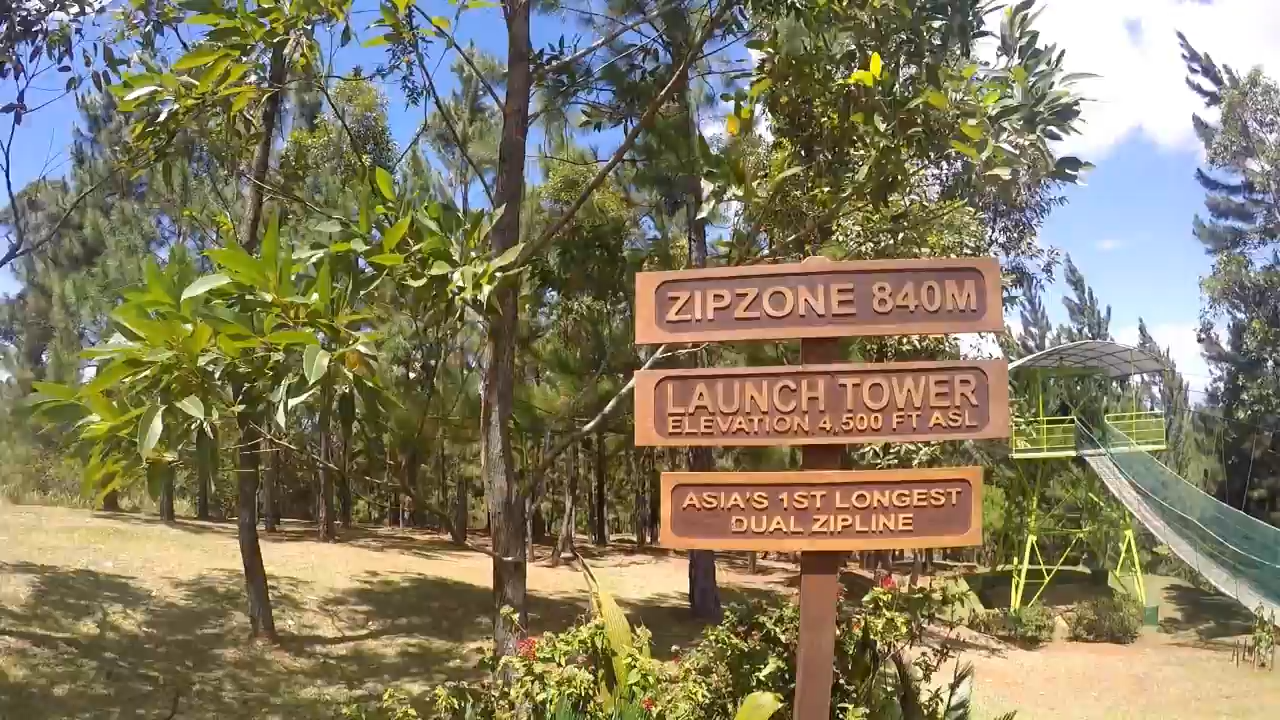 ZIPZONE 840M
LAUNCH TOWER
ELEVATION 4,500 FT ASL
ASIA'S 1ST LONGEST
DUAL ZIPLINE